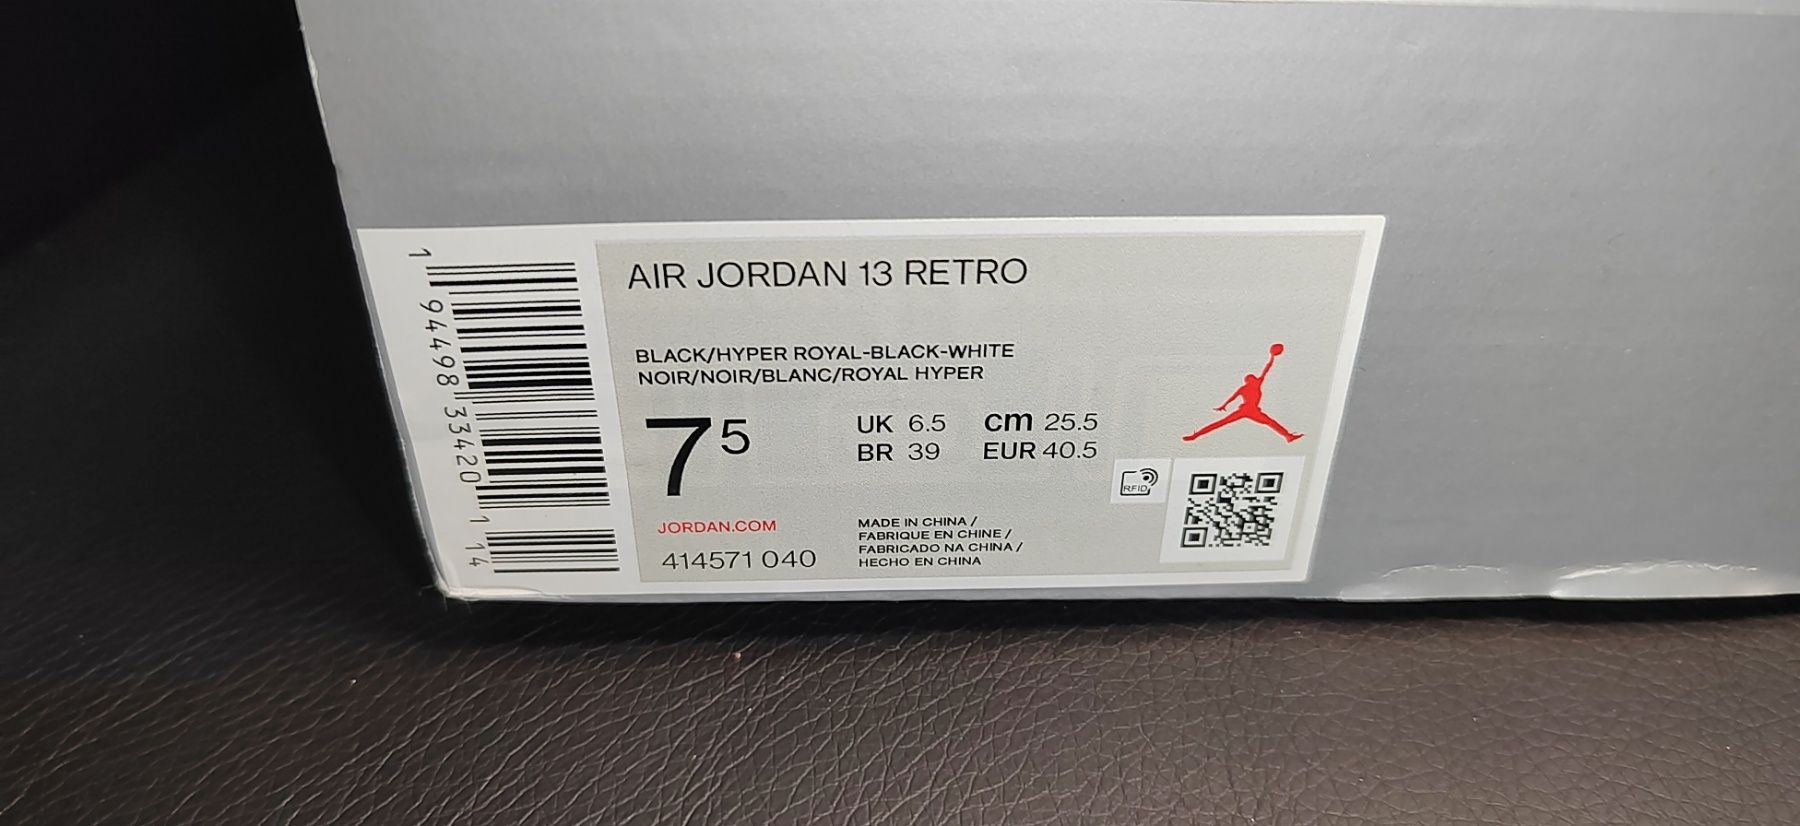 1 94498 33420 1 14
AIR JORDAN 13 RETRO
BLACK/HYPER ROYAL-BLACK-WHITE
NOIR/NOIR/BLANC/ROYAL HYPER
7 5
UK 6.5 cm 25.5
BR 39 EUR 40.5
RFID
JORDAN.COM
414571 040
MADE IN CHINA /
FABRIQUE EN CHINE /
FABRICADO NA CHINA /
HECHO EN CHINA